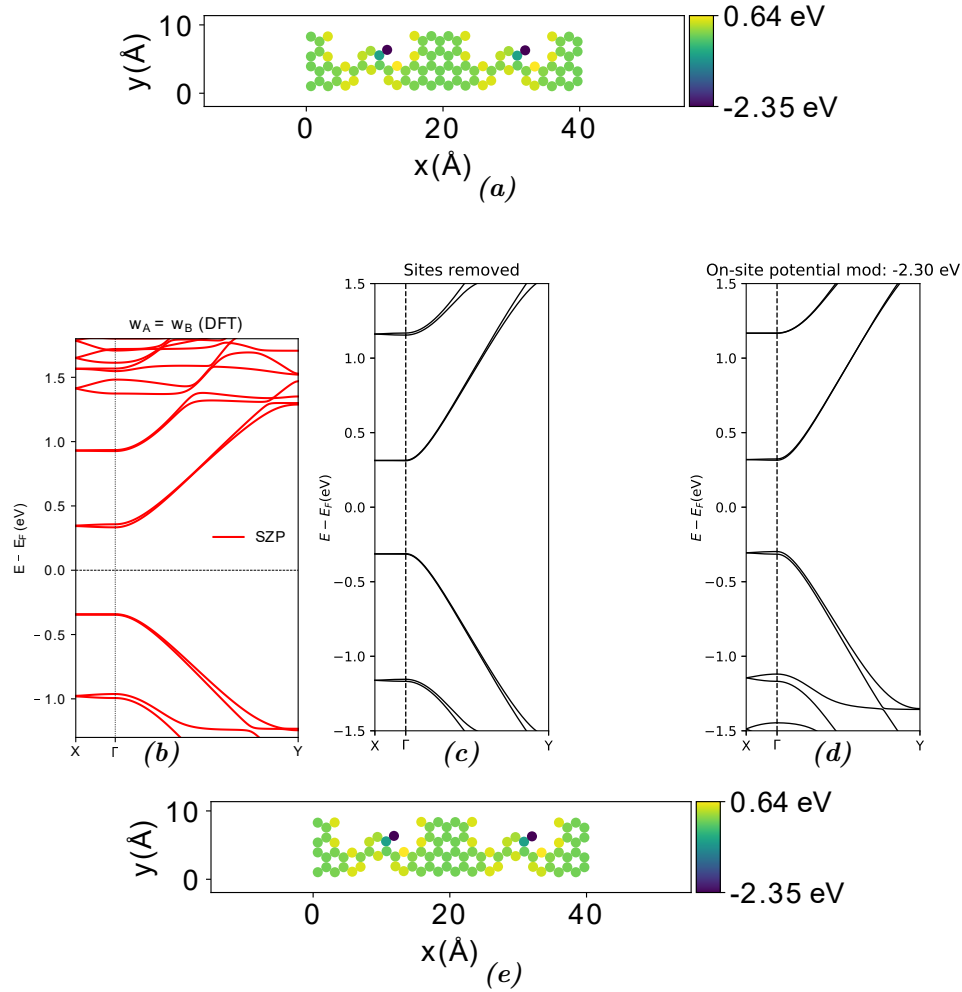 10
0
y(Å)
0 20 40
x(Å)
0.64 eV
-2.35 eV
(a)
w_A = w_B (DFT)
1.5
1.0
0.5
0.0
−0.5
−1.0
E − E_F(eV)
SZP
X Γ Y
(b)
Sites removed
1.5
1.0
0.5
0.0
−0.5
−1.0
−1.5
E − E_F(eV)
X Γ Y
(c)
On-site potential mod: -2.30 eV
1.5
1.0
0.5
0.0
−0.5
−1.0
−1.5
E − E_F(eV)
X Γ Y
(d)
10
0
y(Å)
0 20 40
x(Å)
0.64 eV
-2.35 eV
(e)